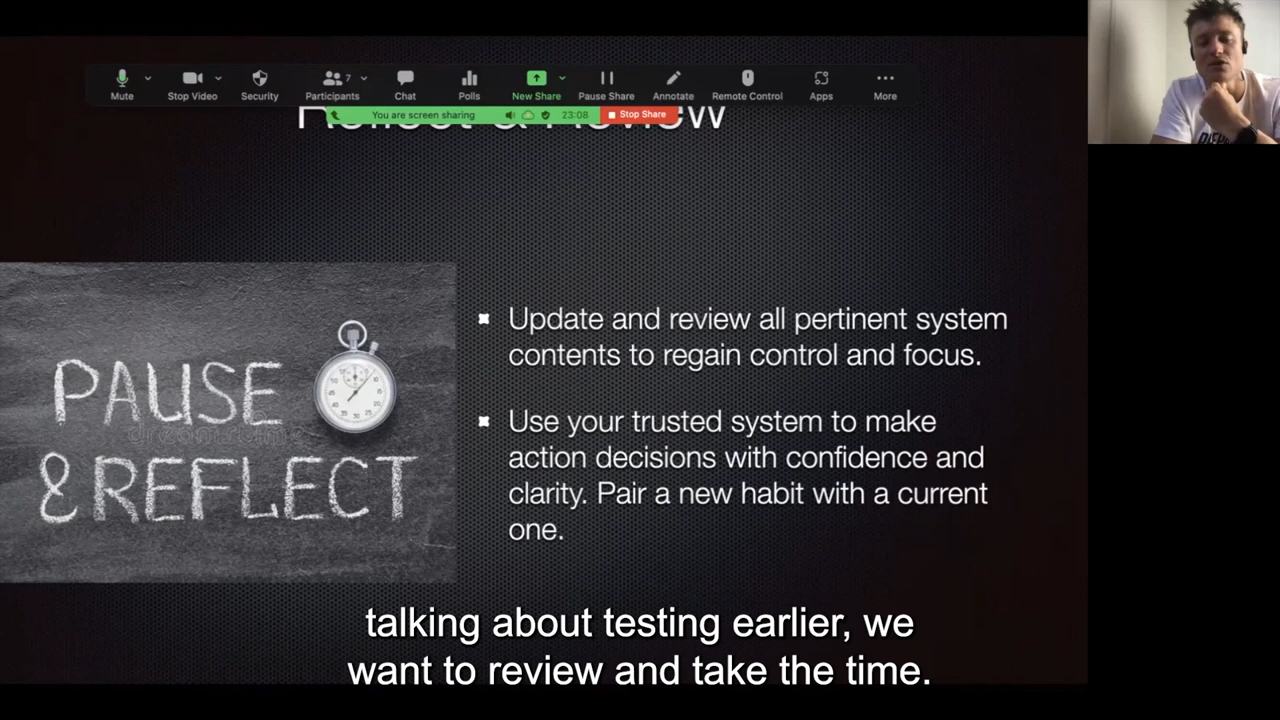 7
Mute
Stop Video
Security
Participants
Chat
Polls
New Share
Pause Share
Annotate
Remote Control
Apps
More
You are screen sharing
23:08
Stop Share
Reflect & Review
PAUSE
& REFLECT
Update and review all pertinent system
contents to regain control and focus.
Use your trusted system to make
action decisions with confidence and
clarity. Pair a new habit with a current
one.
talking about testing earlier, we
want to review and take the time.